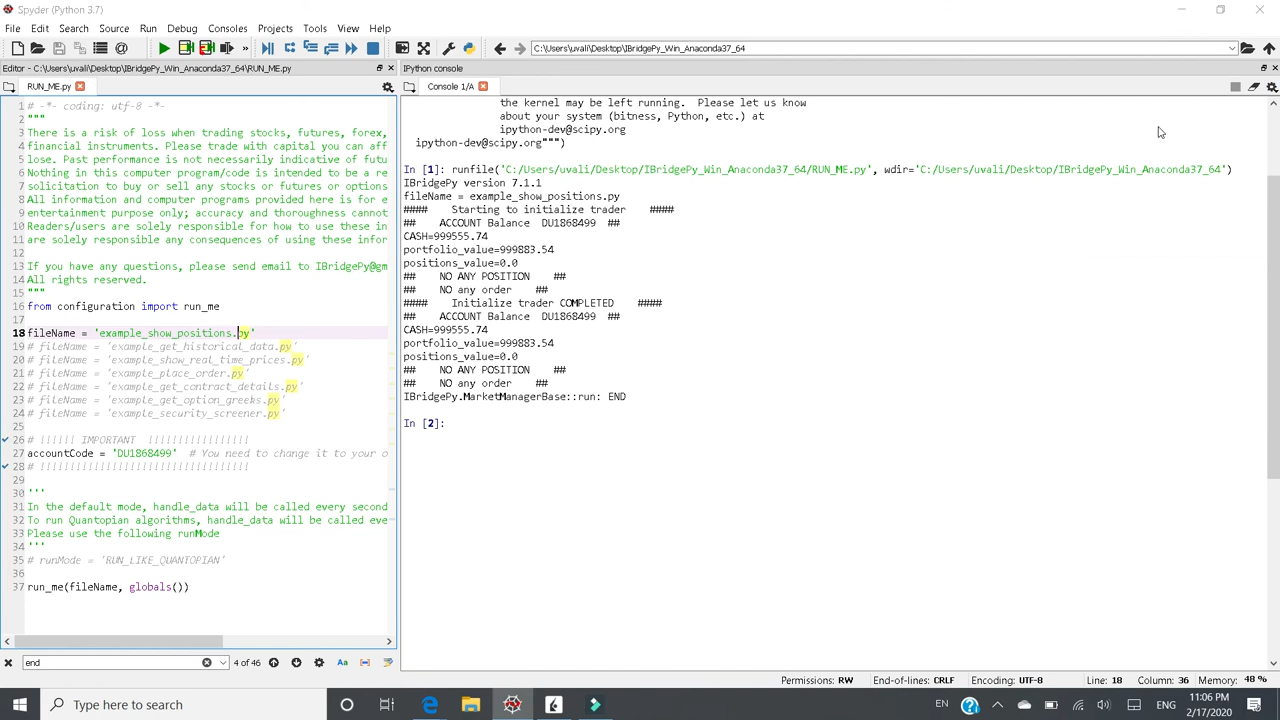 Spyder (Python 3.7)
File Edit Search Source Run Debug Consoles Projects Tools View Help
C:\Users\uvali\Desktop\IBridgePy_Win_Anaconda37_64
Editor - C:\Users\uvali\Desktop\IBridgePy_Win_Anaconda37_64\RUN_ME.py
RUN_ME.py
1 # -*- coding: utf-8 -*-
2 """
3 There is a risk of loss when trading stocks, futures, forex,
4 financial instruments. Please trade with capital you can aff
5 lose. Past performance is not necessarily indicative of futu
6 Nothing in this computer program/code is intended to be a re
7 solicitation to buy or sell any stocks or futures or options
8 All information and computer programs provided here is for e
9 entertainment purpose only; accuracy and thoroughness cannot
10 Readers/users are solely responsible for how to use these in
11 are solely responsible any consequences of using these infor
12
13 If you have any questions, please send email to IBridgePy@gm
14 All rights reserved.
15 """
16 from configuration import run_me
17
18 fileName = 'example_show_positions.py'
19 # fileName = 'example_get_historical_data.py'
20 # fileName = 'example_show_real_time_prices.py'
21 # fileName = 'example_place_order.py'
22 # fileName = 'example_get_contract_details.py'
23 # fileName = 'example_get_option_greeks.py'
24 # fileName = 'example_security_screener.py'
25
26 # !!!!!! IMPORTANT !!!!!!!!!!!!!!!!!
27 accountCode = 'DU1868499' # You need to change it to your o
28 # !!!!!!!!!!!!!!!!!!!!!!!!!!!!!!!!!!!
29
30 '''
31 In the default mode, handle_data will be called every second
32 To run Quantopian algorithms, handle_data will be called eve
33 Please use the following runMode
34 '''
35 # runMode = 'RUN_LIKE_QUANTOPIAN'
36
37 run_me(fileName, globals())
end
4 of 46
Aa
IPython console
Console 1/A
the kernel may be left running. Please let us know
about your system (bitness, Python, etc.) at
ipython-dev@scipy.org
ipython-dev@scipy.org""")
In [1]: runfile('C:/Users/uvali/Desktop/IBridgePy_Win_Anaconda37_64/RUN_ME.py', wdir='C:/Users/uvali/Desktop/IBridgePy_Win_Anaconda37_64')
IBridgePy version 7.1.1
fileName = example_show_positions.py
#### Starting to initialize trader ####
## ACCOUNT Balance DU1868499 ##
CASH=999555.74
portfolio_value=999883.54
positions_value=0.0
## NO ANY POSITION ##
## NO any order ##
#### Initialize trader COMPLETED ####
## ACCOUNT Balance DU1868499 ##
CASH=999555.74
portfolio_value=999883.54
positions_value=0.0
## NO ANY POSITION ##
## NO any order ##
IBridgePy.MarketManagerBase::run: END
In [2]:
Permissions: RW End-of-lines: CRLF Encoding: UTF-8 Line: 18 Column: 36 Memory: 48 %
Type here to search
EN
ENG
11:06 PM
2/17/2020